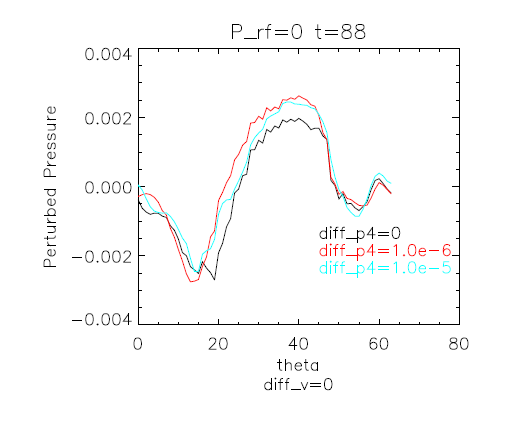 P_rf=0 t=88
0.004
0.002
0.000
−0.002
−0.004
Perturbed Pressure
diff_p4=0
diff_p4=1.0e−6
diff_p4=1.0e−5
0 20 40 60 80
theta
diff_v=0